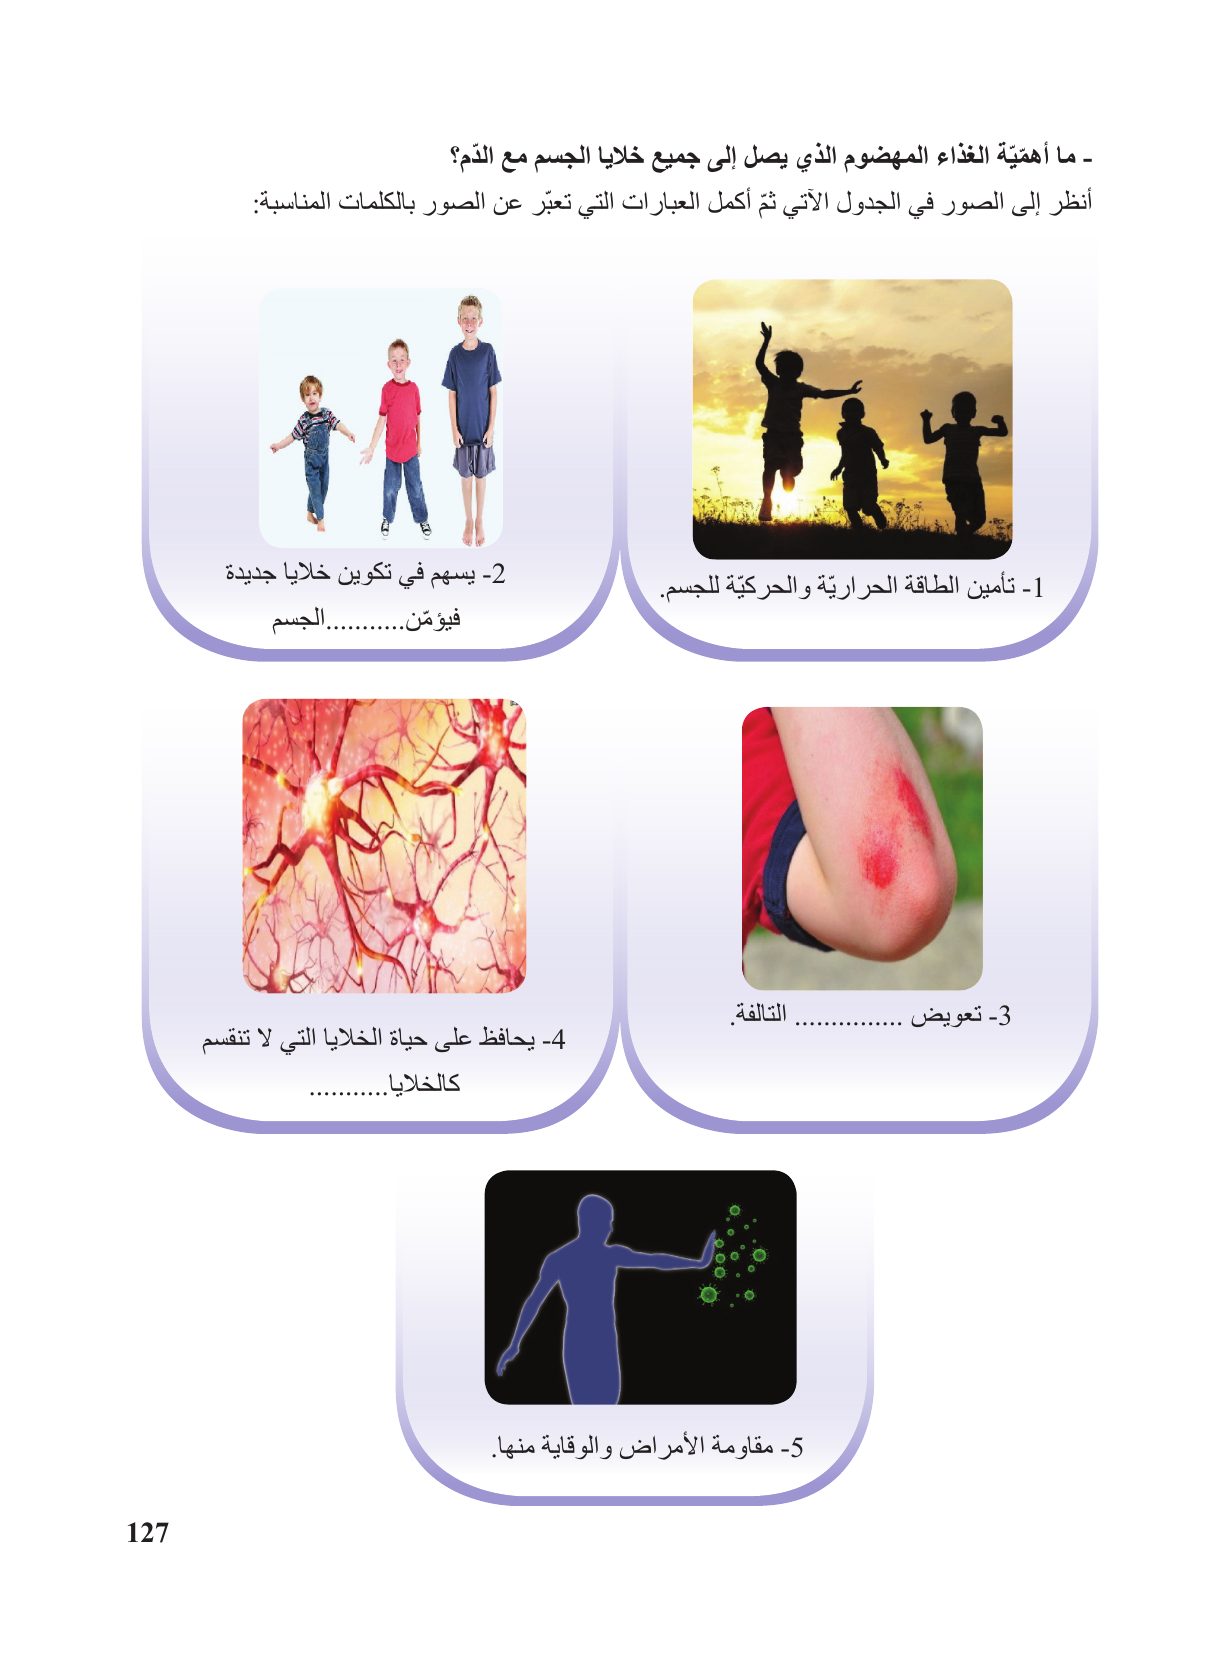 - ما أهمّيّة الغذاء المهضوم الذي يصل إلى جميع خلايا الجسم مع الدّم؟
أنظر إلى الصور في الجدول الآتي ثمّ أكمل العبارات التي تعبّر عن الصور بالكلمات المناسبة:
1- تأمين الطاقة الحراريّة والحركيّة للجسم.
2- يسهم في تكوين خلايا جديدة
فيؤمّن...........الجسم
3- تعويض ............... التالفة.
4- يحافظ على حياة الخلايا التي لا تنقسم
كالخلايا...........
5- مقاومة الأمراض والوقاية منها.
127